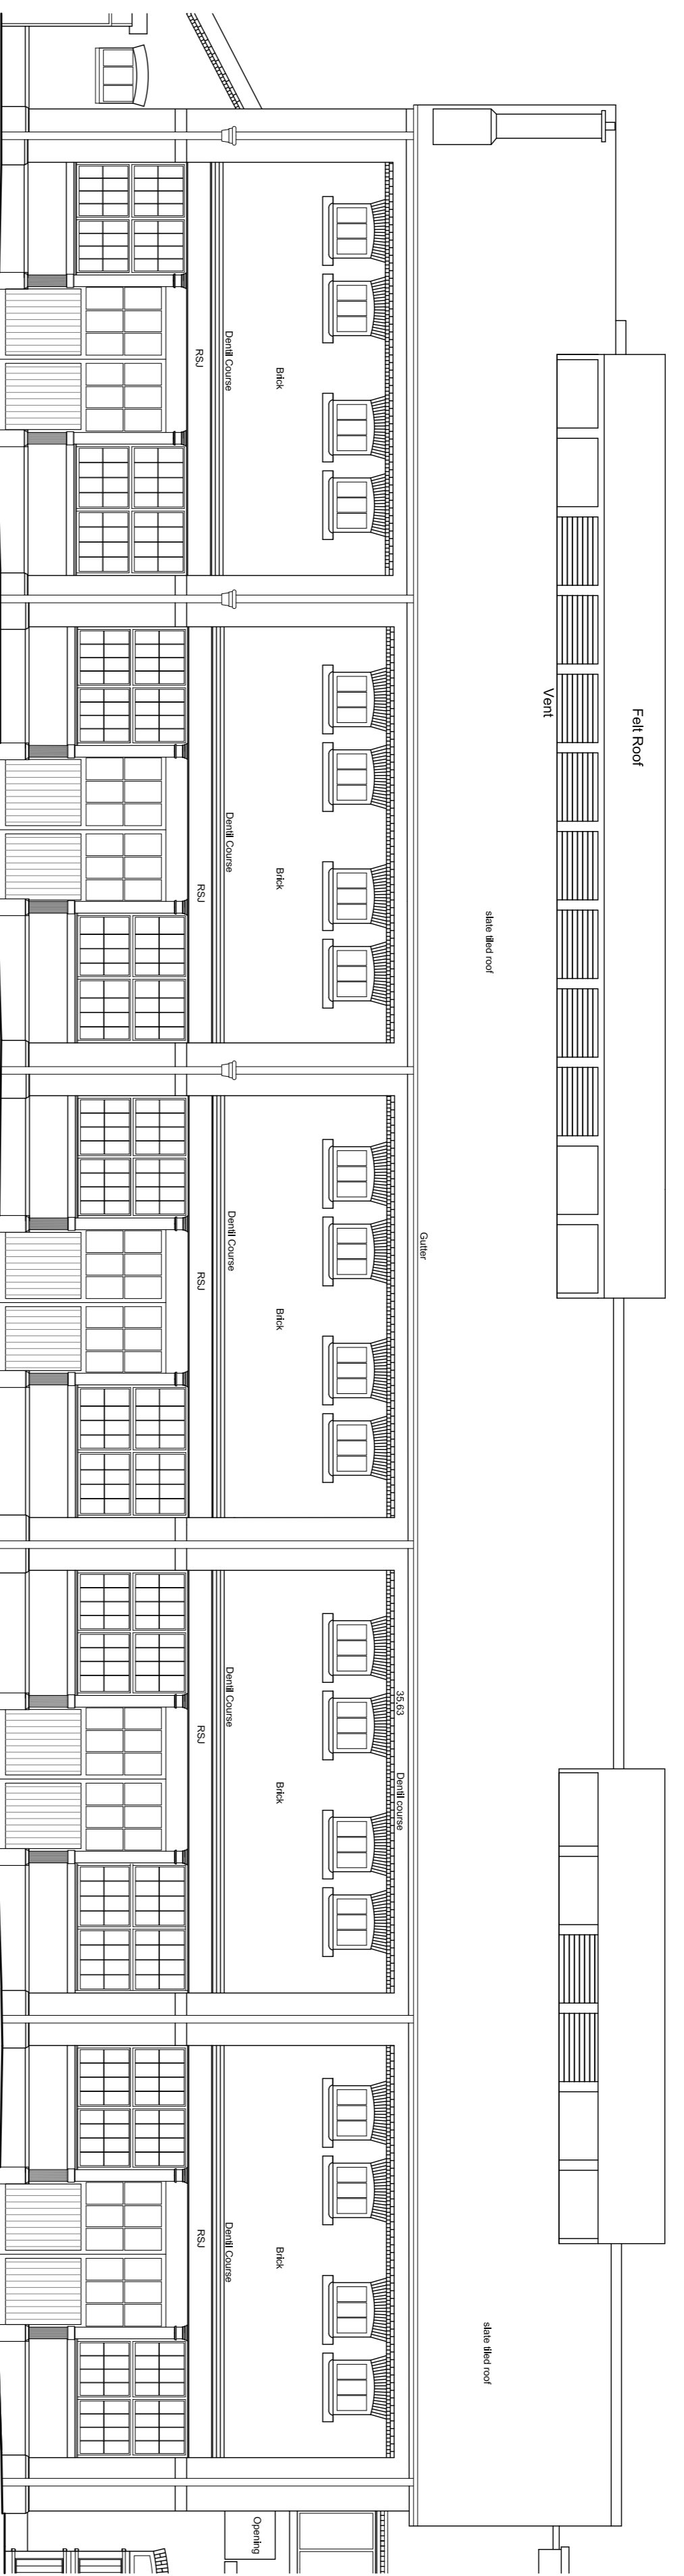 Felt Roof
Vent
slate tiled roof
slate tiled roof
Gutter
35.63
Dentil course
Brick
Brick
Brick
Brick
Brick
Dentil Course
Dentil Course
Dentil Course
Dentil Course
Dentil Course
RSJ
RSJ
RSJ
RSJ
RSJ
Opening